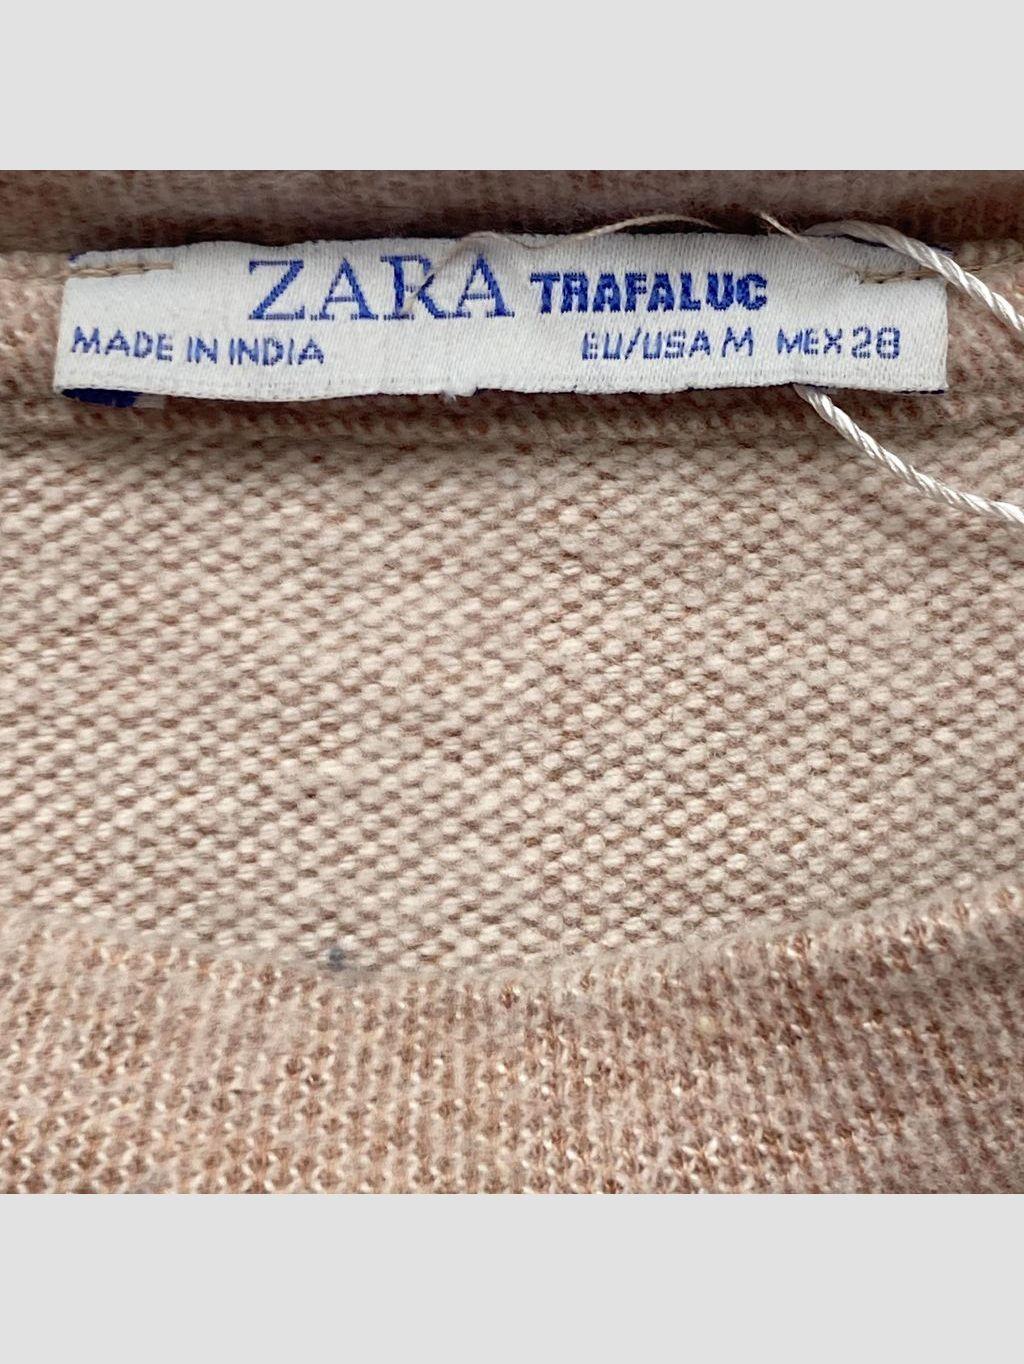 ZARA TRAFALUC
MADE IN INDIA EU/USA M MEX 28